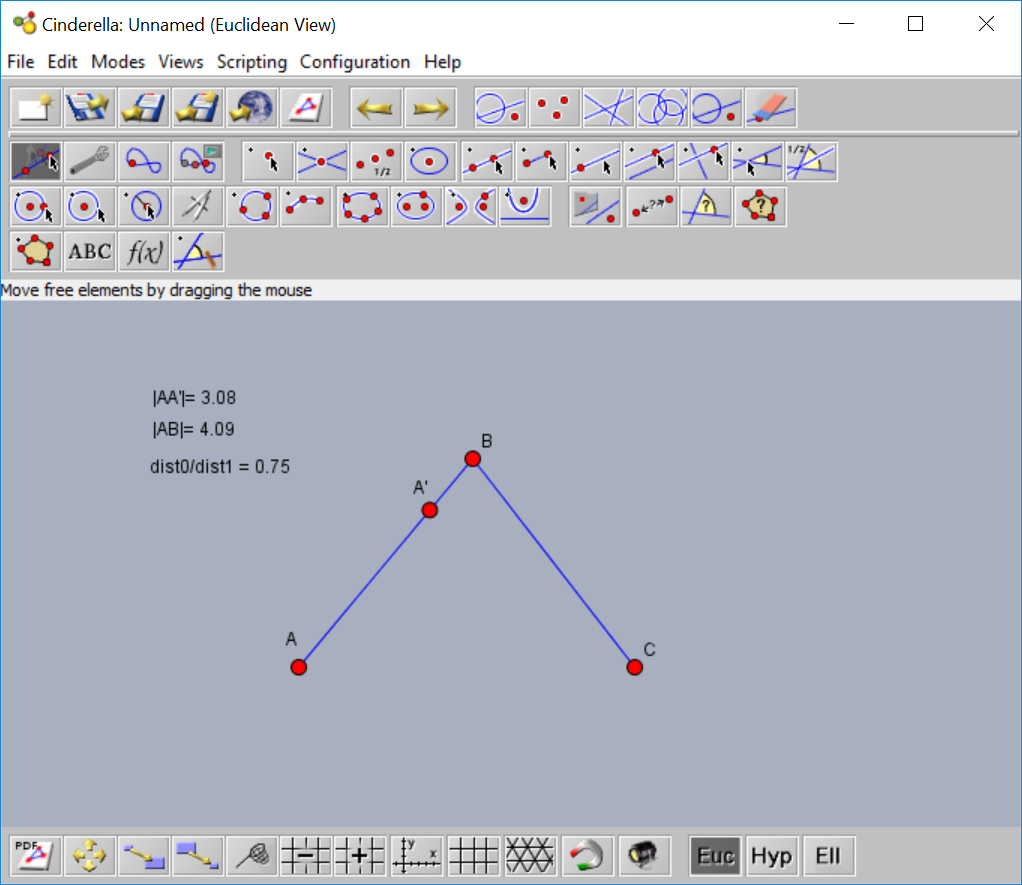 Cinderella: Unnamed (Euclidean View)
File Edit Modes Views Scripting Configuration Help
1/2
1/2
? ?
? ?
ABC f(x)
Move free elements by dragging the mouse
|AA'|= 3.08
|AB|= 4.09
dist0/dist1 = 0.75
B
A'
A
C
PDF y x Euc Hyp Ell